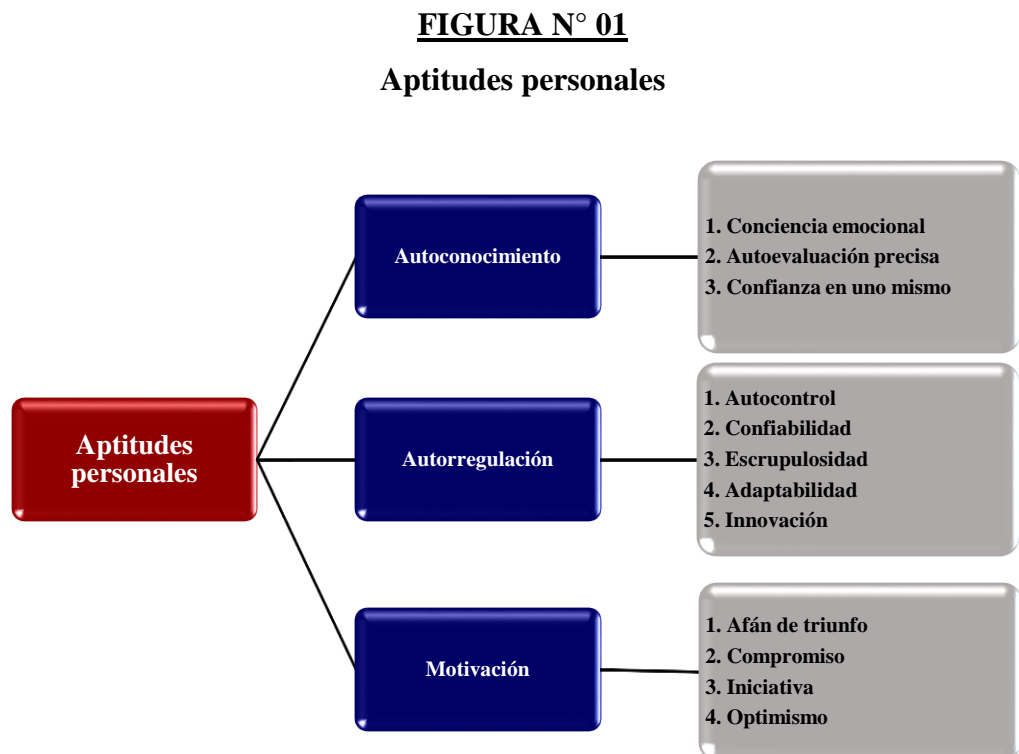 FIGURA N° 01
Aptitudes personales
Aptitudes
personales
Autoconocimiento
1. Conciencia emocional
2. Autoevaluación precisa
3. Confianza en uno mismo
Autorregulación
1. Autocontrol
2. Confiabilidad
3. Escrupulosidad
4. Adaptabilidad
5. Innovación
Motivación
1. Afán de triunfo
2. Compromiso
3. Iniciativa
4. Optimismo